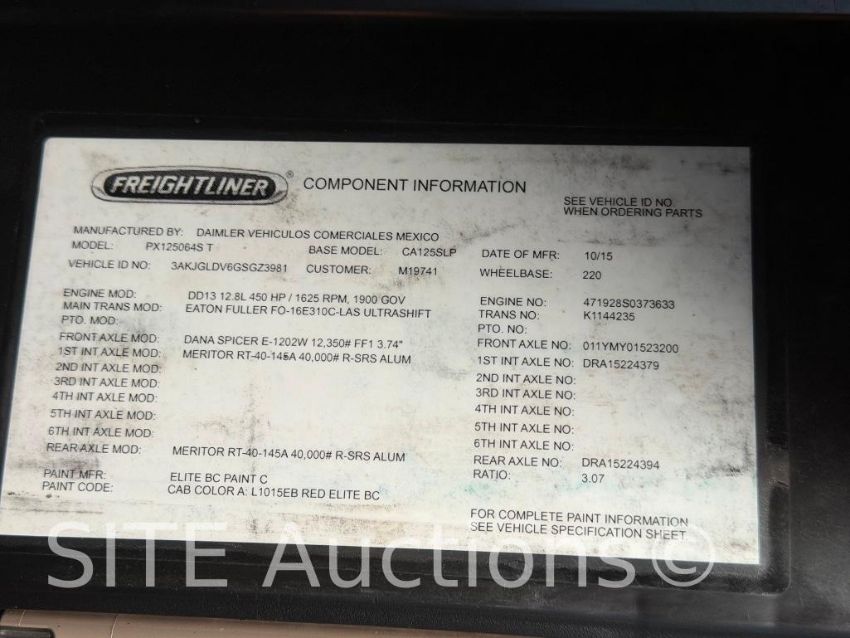 FREIGHTLINER ® COMPONENT INFORMATION
SEE VEHICLE ID NO.
WHEN ORDERING PARTS
MANUFACTURED BY: DAIMLER VEHICULOS COMERCIALES MEXICO
MODEL: PX125064S T BASE MODEL: CA125SLP DATE OF MFR: 10/15
VEHICLE ID NO: 3AKJGLDV6GSGZ3981 CUSTOMER: M19741 WHEELBASE: 220
ENGINE MOD: DD13 12.8L 450 HP / 1625 RPM, 1900 GOV ENGINE NO: 471928S0373633
MAIN TRANS MOD: EATON FULLER FO-16E310C-LAS ULTRASHIFT TRANS NO: K1144235
PTO. MOD: PTO. NO:
FRONT AXLE MOD: DANA SPICER E-1202W 12,350# FF1 3.74" FRONT AXLE NO: 011YMY01523200
1ST INT AXLE MOD: MERITOR RT-40-145A 40,000# R-SRS ALUM 1ST INT AXLE NO: DRA15224379
2ND INT AXLE MOD: 2ND INT AXLE NO:
3RD INT AXLE MOD: 3RD INT AXLE NO:
4TH INT AXLE MOD: 4TH INT AXLE NO:
5TH INT AXLE MOD: 5TH INT AXLE NO:
6TH INT AXLE MOD: 6TH INT AXLE NO:
REAR AXLE MOD: MERITOR RT-40-145A 40,000# R-SRS ALUM REAR AXLE NO: DRA15224394
PAINT MFR: ELITE BC PAINT C RATIO: 3.07
PAINT CODE: CAB COLOR A: L1015EB RED ELITE BC
FOR COMPLETE PAINT INFORMATION
SEE VEHICLE SPECIFICATION SHEET
SITE Auctions©